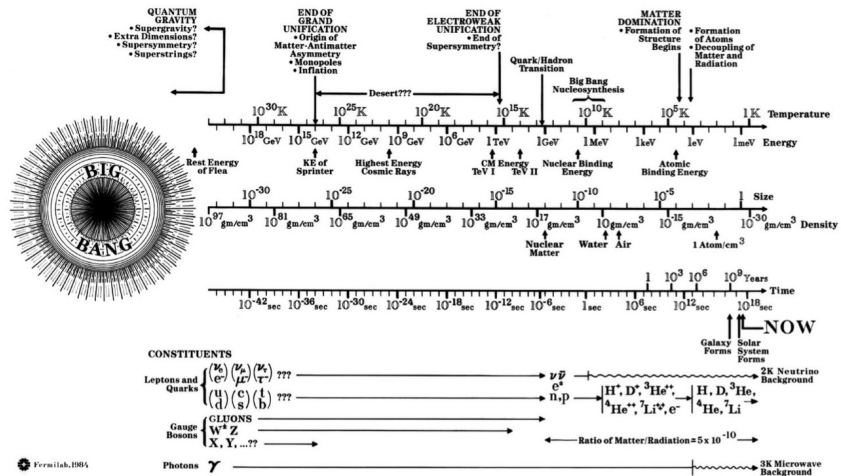 QUANTUM
GRAVITY
• Supergravity?
• Extra Dimensions?
• Supersymmetry?
• Superstrings?
END OF
GRAND
UNIFICATION
• Origin of
Matter-Antimatter
Asymmetry
• Monopoles
• Inflation
END OF
ELECTROWEAK
UNIFICATION
• End of
Supersymmetry?
MATTER
DOMINATION
• Formation of
Structure
Begins
• Formation
of Atoms
• Decoupling of
Matter and
Radiation
Quark/Hadron
Transition
Big Bang
Nucleosynthesis
Desert???
10³⁰K 10²⁵K 10²⁰K 10¹⁵K 10¹⁰K 10⁵K 1K Temperature
10¹⁸GeV 10¹⁵GeV 10¹²GeV 10⁹GeV 10⁶GeV 1TeV 1GeV 1MeV 1keV 1eV 1meV Energy
Rest Energy
of Flea
KE of
Sprinter
Highest Energy
Cosmic Rays
CM Energy
TeV I TeV II
Nuclear Binding
Energy
Atomic
Binding Energy
BIG
BANG
10⁻³⁰ 10⁻²⁵ 10⁻²⁰ 10⁻¹⁵ 10⁻¹⁰ 10⁻⁵ 1 Size
10⁹⁷gm/cm³ 10⁸¹gm/cm³ 10⁶⁵gm/cm³ 10⁴⁹gm/cm³ 10³³gm/cm³ 10¹⁷gm/cm³ 10gm/cm³ 10⁻¹⁵gm/cm³ 10⁻³⁰gm/cm³ Density
Nuclear
Matter
Water Air
1 Atom/cm³
1 10³ 10⁶ 10⁹Years
Time
10⁻⁴²sec 10⁻³⁶sec 10⁻³⁰sec 10⁻²⁴sec 10⁻¹⁸sec 10⁻¹²sec 10⁻⁶sec 1sec 10⁶sec 10¹²sec 10¹⁸sec
NOW
Galaxy
Forms
Solar
System
Forms
CONSTITUENTS
Leptons and
Quarks
(νe e⁻) (νμ μ⁻) (ντ τ⁻) ???
(u d) (c s) (t b) ???
νν̄
e±
n,p
2K Neutrino
Background
H⁺, D⁺, ³He⁺⁺,
⁴He⁺⁺, ⁷Li⁺⁺⁺, e⁻
H, D, ³He,
⁴He, ⁷Li
Gauge
Bosons
GLUONS
W± Z
X, Y, ...??
Ratio of Matter/Radiation = 5 x 10⁻¹⁰
Photons γ
3K Microwave
Background
Fermilab, 1984